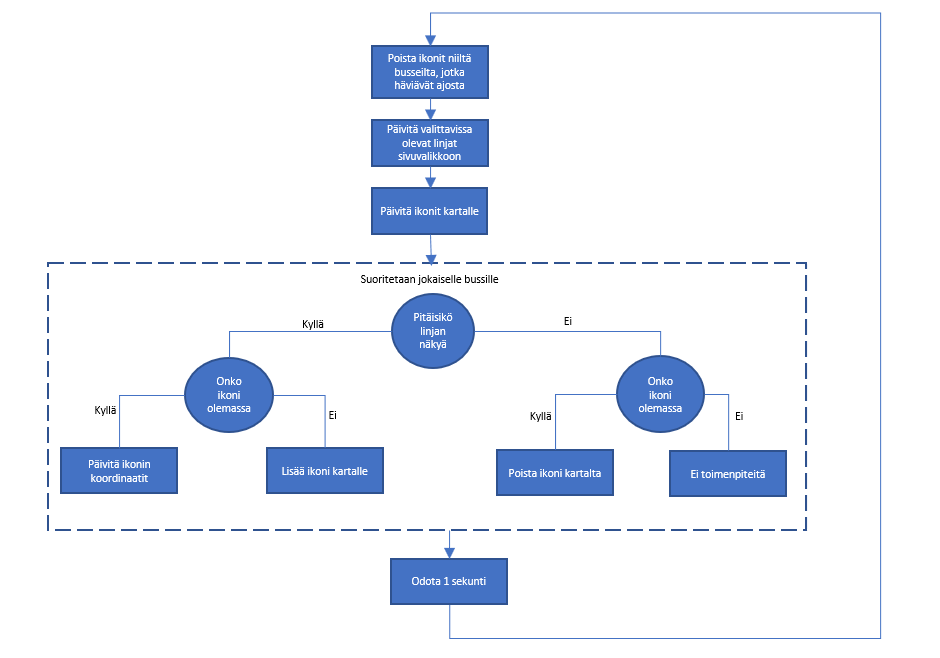 Poista ikonit niiltä
busseilta, jotka
häviävät ajosta
Päivitä valittavissa
olevat linjat
sivuvalikkoon
Päivitä ikonit kartalle
Suoritetaan jokaiselle bussille
Pitäisikö
linjan
näkyä
Kyllä
Ei
Onko
ikoni
olemassa
Onko
ikoni
olemassa
Kyllä
Ei
Kyllä
Ei
Päivitä ikonin
koordinaatit
Lisää ikoni kartalle
Poista ikoni kartalta
Ei toimenpiteitä
Odota 1 sekunti